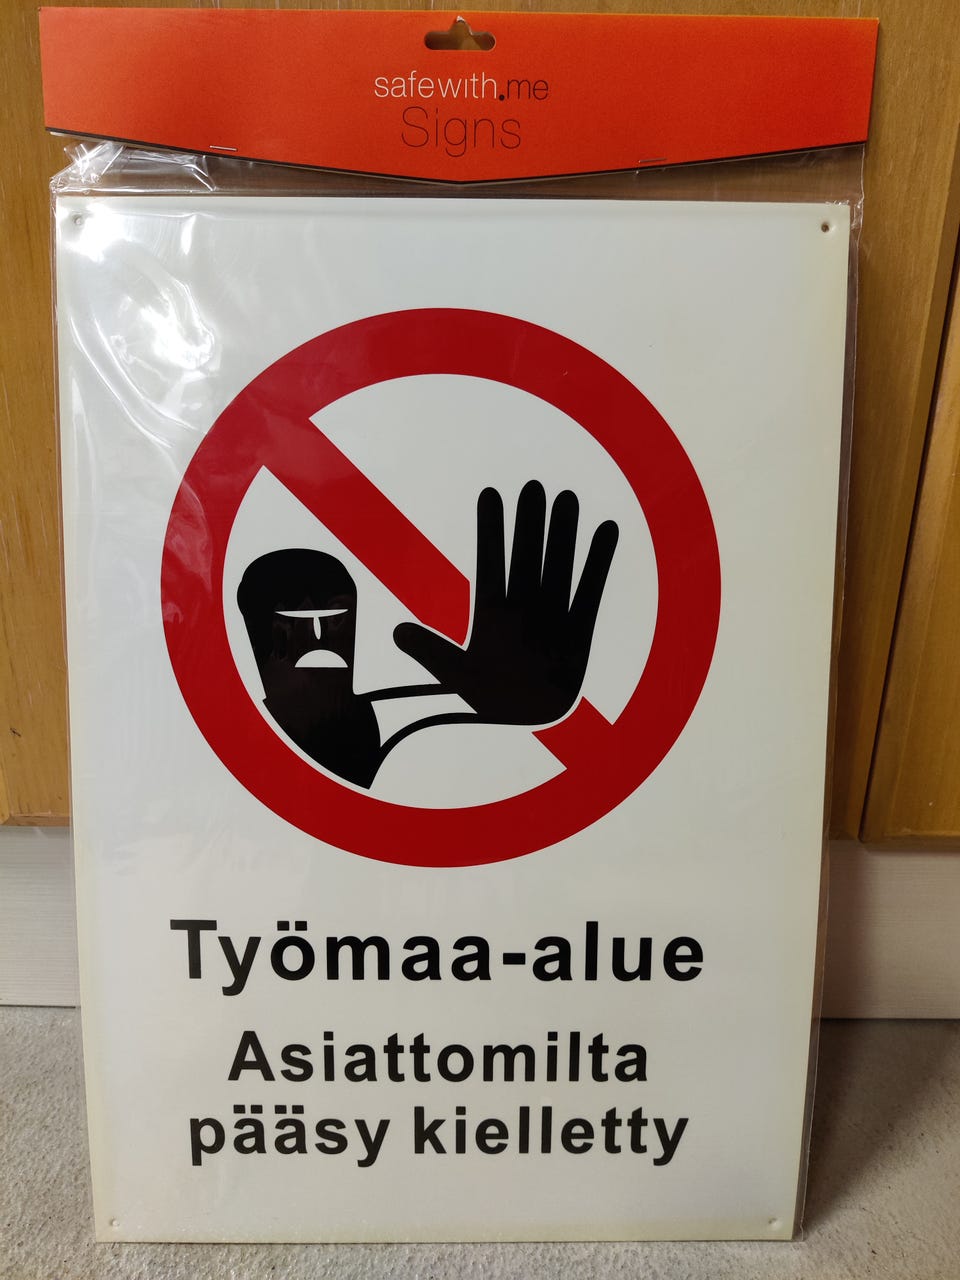 safewith.me
Signs
Työmaa-alue
Asiattomilta
pääsy kielletty